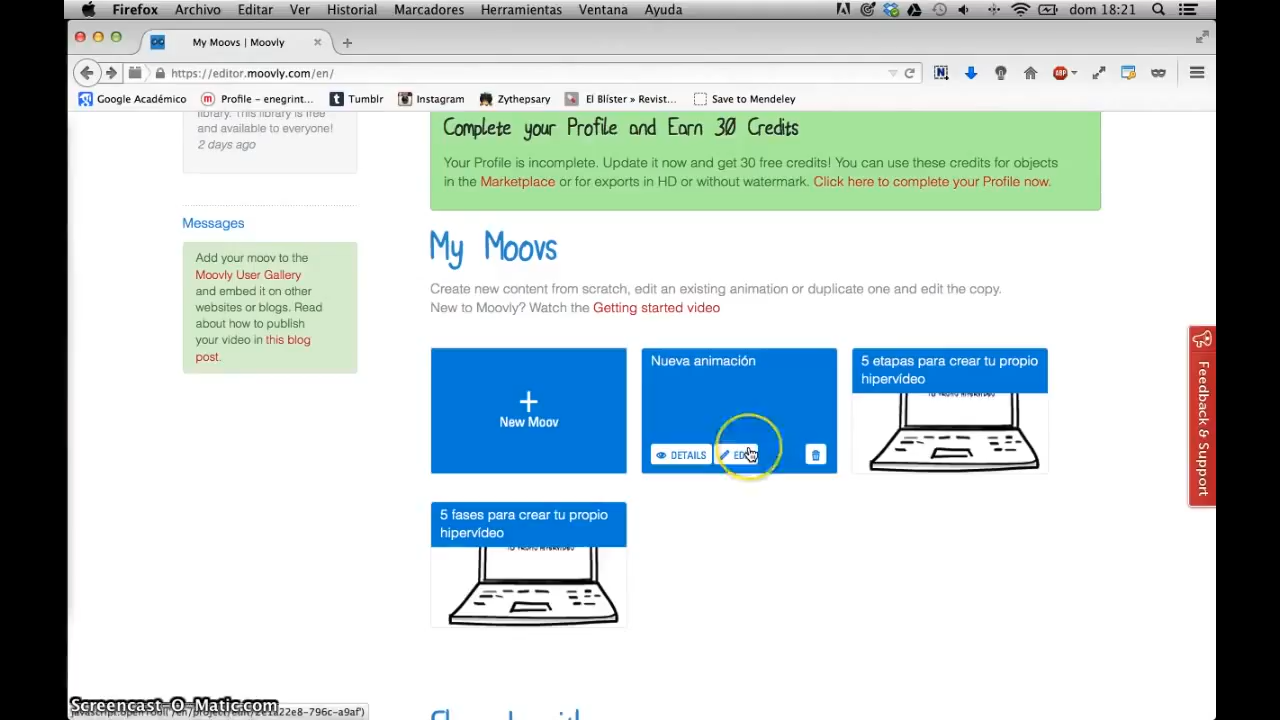 Firefox Archivo Editar Ver Historial Marcadores Herramientas Ventana Ayuda dom 18:21
My Moovs | Moovly
https://editor.moovly.com/en/
Google Académico Profile – enegrint... Tumblr Instagram Zythepsary El Blíster » Revist... Save to Mendeley
library. This library is free
and available to everyone!
2 days ago
Messages
Add your moov to the
Moovly User Gallery
and embed it on other
websites or blogs. Read
about how to publish
your video in this blog
post.
Complete your Profile and Earn 30 Credits
Your Profile is incomplete. Update it now and get 30 free credits! You can use these credits for objects
in the Marketplace or for exports in HD or without watermark. Click here to complete your Profile now.
My Moovs
Create new content from scratch, edit an existing animation or duplicate one and edit the copy.
New to Moovly? Watch the Getting started video
+
New Moov
Nueva animación
DETAILS
5 etapas para crear tu propio
hipervídeo
5 fases para crear tu propio
hipervídeo
Feedback & Support
Screencast-O-Matic.com